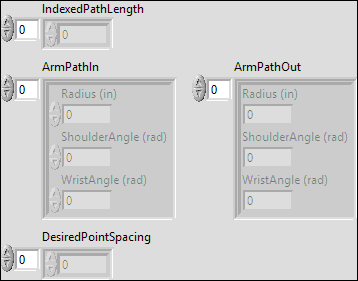 IndexedPathLength
0 0
ArmPathIn
0
Radius (in)
0
ShoulderAngle (rad)
0
WristAngle (rad)
0
ArmPathOut
0
Radius (in)
0
ShoulderAngle (rad)
0
WristAngle (rad)
0
DesiredPointSpacing
0 0